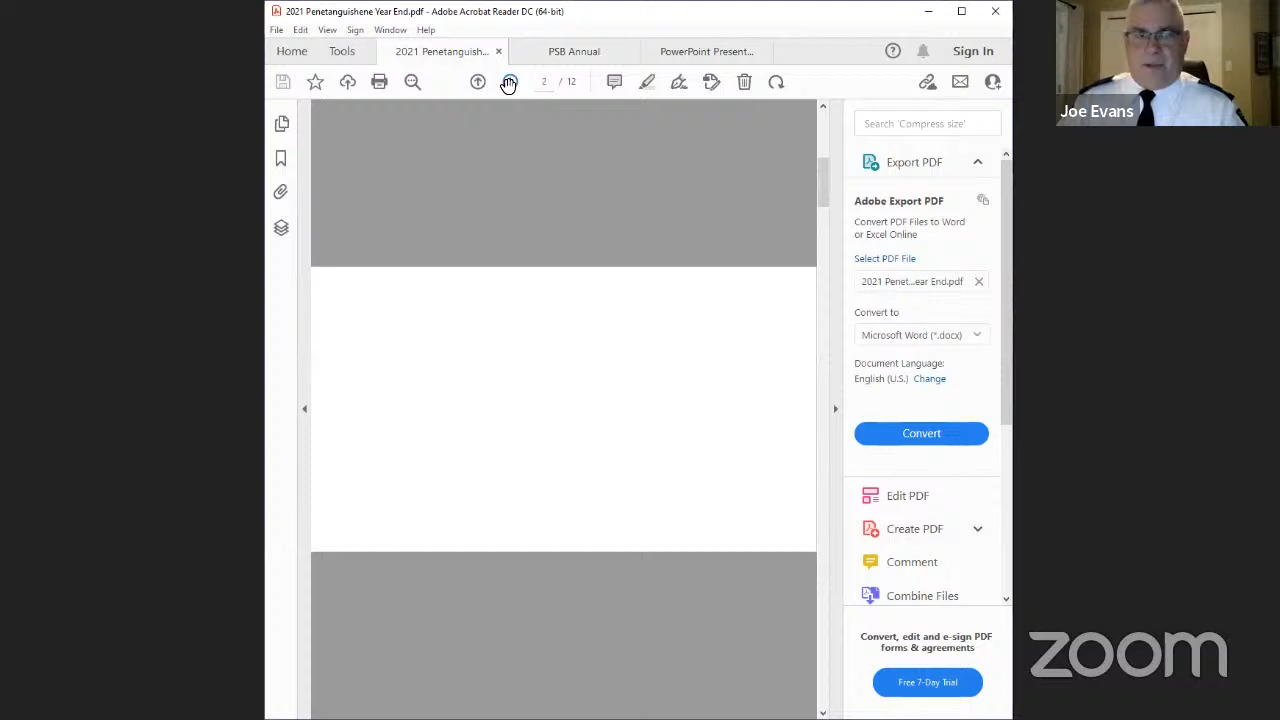 2021 Penetanguishene Year End.pdf - Adobe Acrobat Reader DC (64-bit)
File Edit View Sign Window Help
Home Tools 2021 Penetanguish... PSB Annual PowerPoint Present... Sign In
2 / 12
Joe Evans
Search 'Compress size'
Export PDF
Adobe Export PDF
Convert PDF Files to Word
or Excel Online
Select PDF File
2021 Penet...ear End.pdf
Convert to
Microsoft Word (*.docx)
Document Language:
English (U.S.) Change
Convert
Edit PDF
Create PDF
Comment
Combine Files
Convert, edit and e-sign PDF
forms & agreements
Free 7-Day Trial
zoom